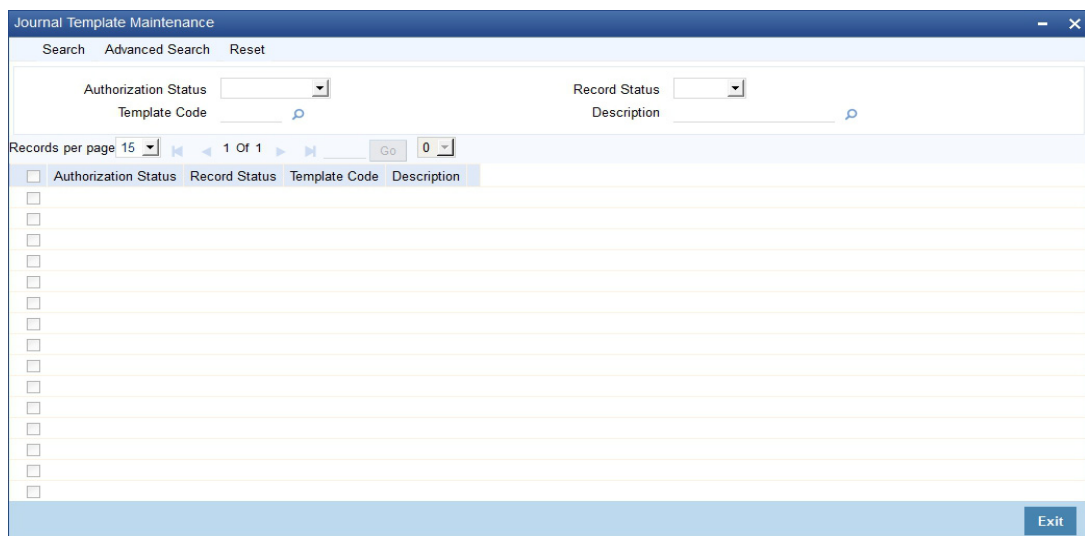 Journal Template Maintenance
Search Advanced Search Reset
Authorization Status Record Status
Template Code Description
Records per page 15 1 Of 1 Go 0
Authorization Status Record Status Template Code Description
Exit